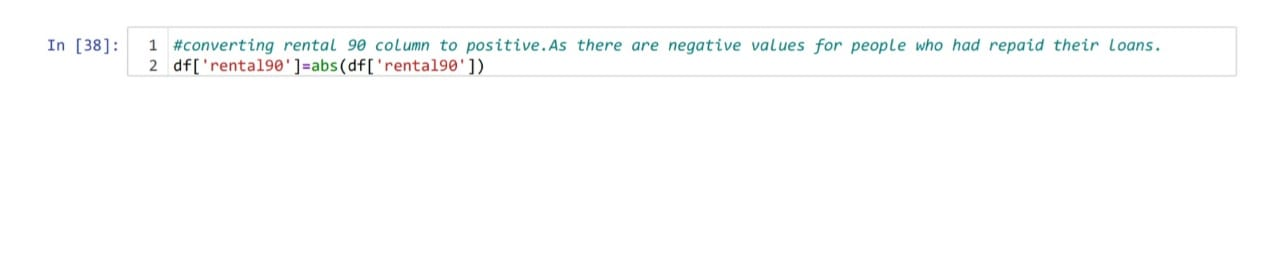 In [38]: 1 #converting rental 90 column to positive.As there are negative values for people who had repaid their loans.
2 df['rental90']=abs(df['rental90'])